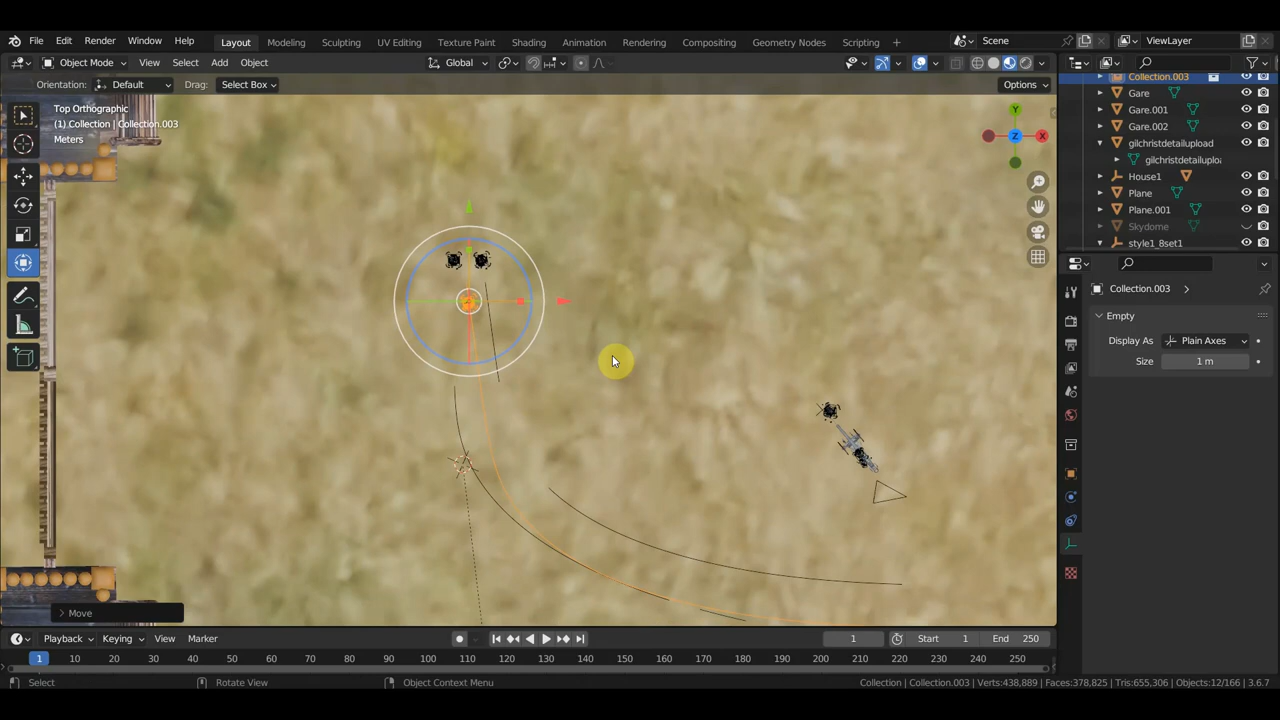 File Edit Render Window Help Layout Modeling Sculpting UV Editing Texture Paint Shading Animation Rendering Compositing Geometry Nodes Scripting + Scene ViewLayer
Object Mode View Select Add Object Global
Orientation: Default Drag: Select Box Options
Top Orthographic
(1) Collection | Collection.003
Meters
Y
Z
X
Collection.003
Gare
Gare.001
Gare.002
gilchristdetailupload
gilchristdetailuploa
House1
Plane
Plane.001
Skydome
style1_8set1
Collection.003
Empty
Display As Plain Axes
Size 1 m
Move
Playback Keying View Marker 1 Start 1 End 250
1 10 20 30 40 50 60 70 80 90 100 110 120 130 140 150 160 170 180 190 200 210 220 230 240 250
Select Rotate View Object Context Menu Collection | Collection.003 | Verts:438,889 | Faces:378,825 | Tris:655,306 | Objects:12/166 | 3.6.7